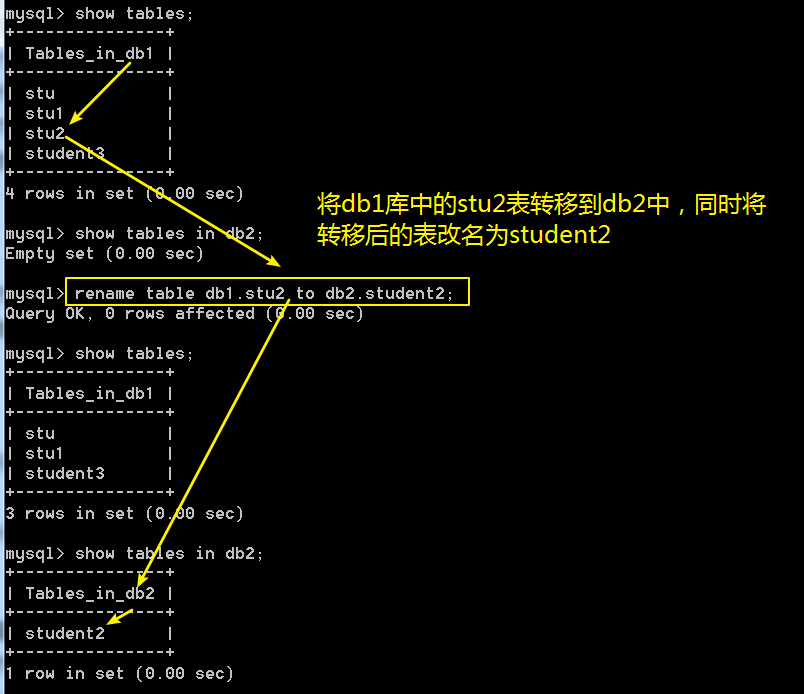 mysql> show tables;
+---------------+
| Tables_in_db1 |
+---------------+
| stu           |
| stu1          |
| stu2          |
| student3      |
+---------------+
4 rows in set (0.00 sec)
将db1库中的stu2表转移到db2中，同时将
转移后的表改名为student2
mysql> show tables in db2;
Empty set (0.00 sec)
mysql> rename table db1.stu2 to db2.student2;
Query OK, 0 rows affected (0.00 sec)
mysql> show tables;
+---------------+
| Tables_in_db1 |
+---------------+
| stu           |
| stu1          |
| student3      |
+---------------+
3 rows in set (0.00 sec)
mysql> show tables in db2;
+---------------+
| Tables_in_db2 |
+---------------+
| student2      |
+---------------+
1 row in set (0.00 sec)